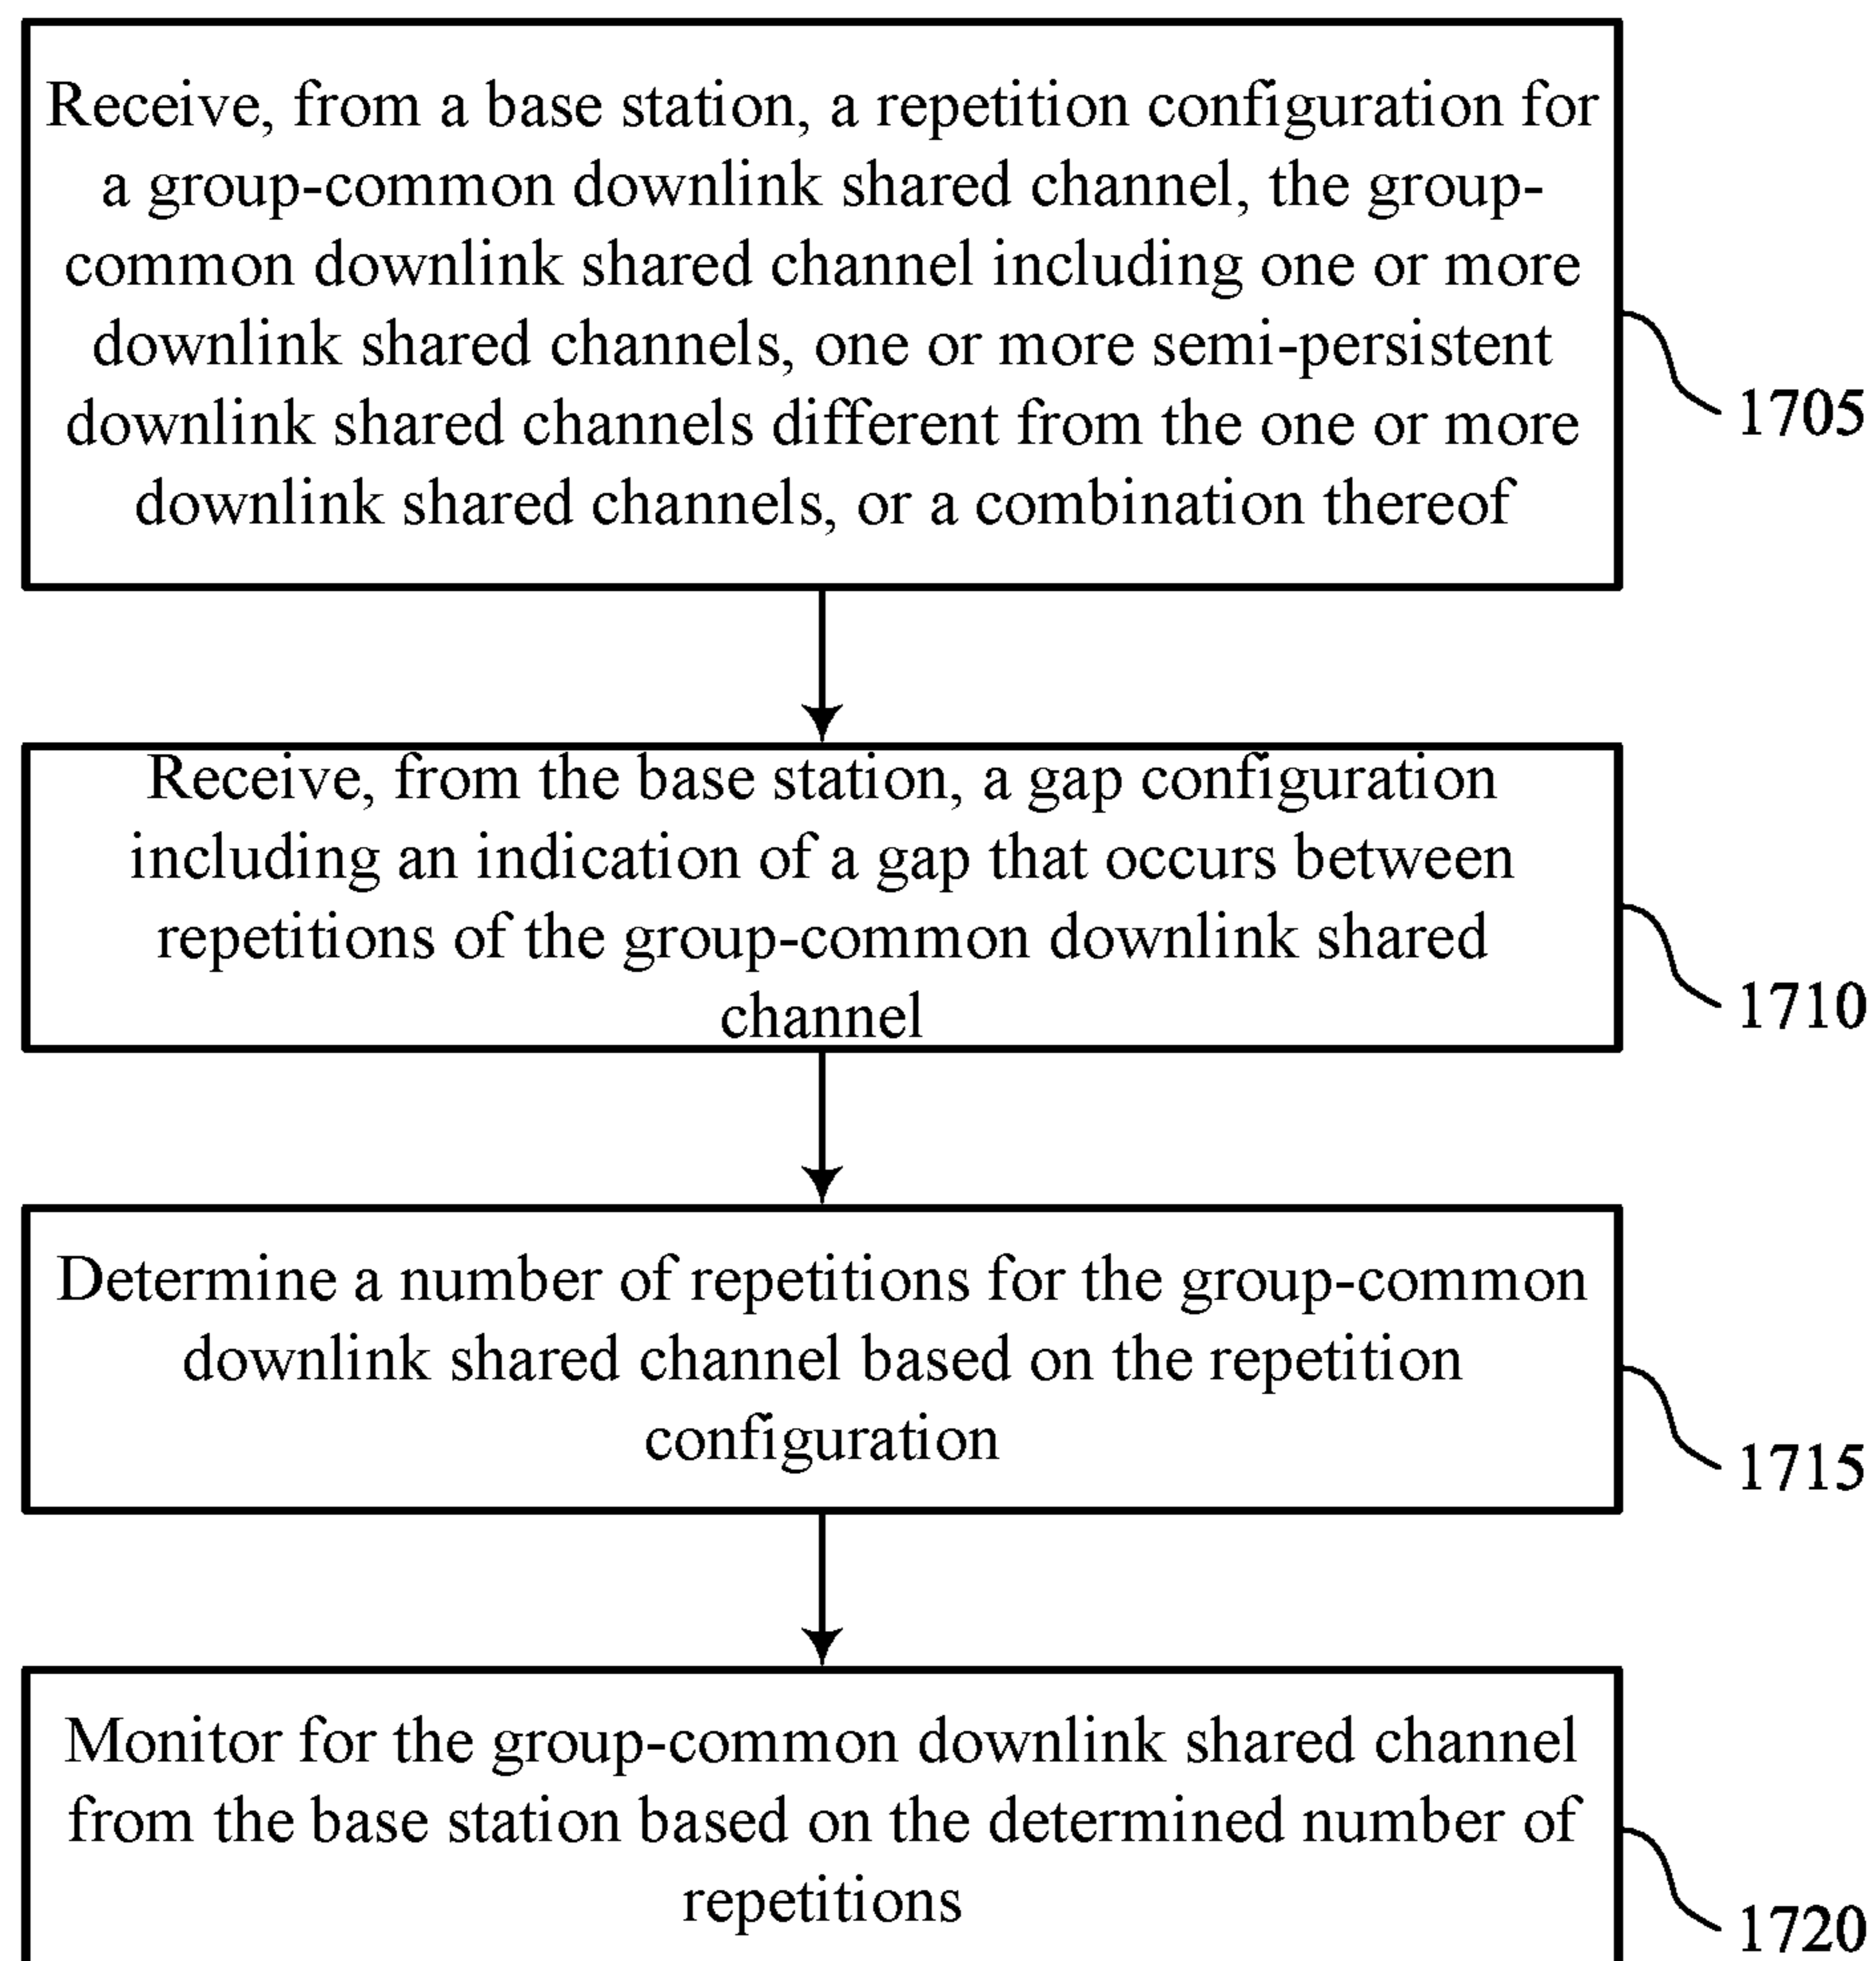 Receive, from a base station, a repetition configuration for
a group-common downlink shared channel, the group-
common downlink shared channel including one or more
downlink shared channels, one or more semi-persistent
downlink shared channels different from the one or more
downlink shared channels, or a combination thereof
1705
Receive, from the base station, a gap configuration
including an indication of a gap that occurs between
repetitions of the group-common downlink shared
channel
1710
Determine a number of repetitions for the group-common
downlink shared channel based on the repetition
configuration
1715
Monitor for the group-common downlink shared channel
from the base station based on the determined number of
repetitions
1720